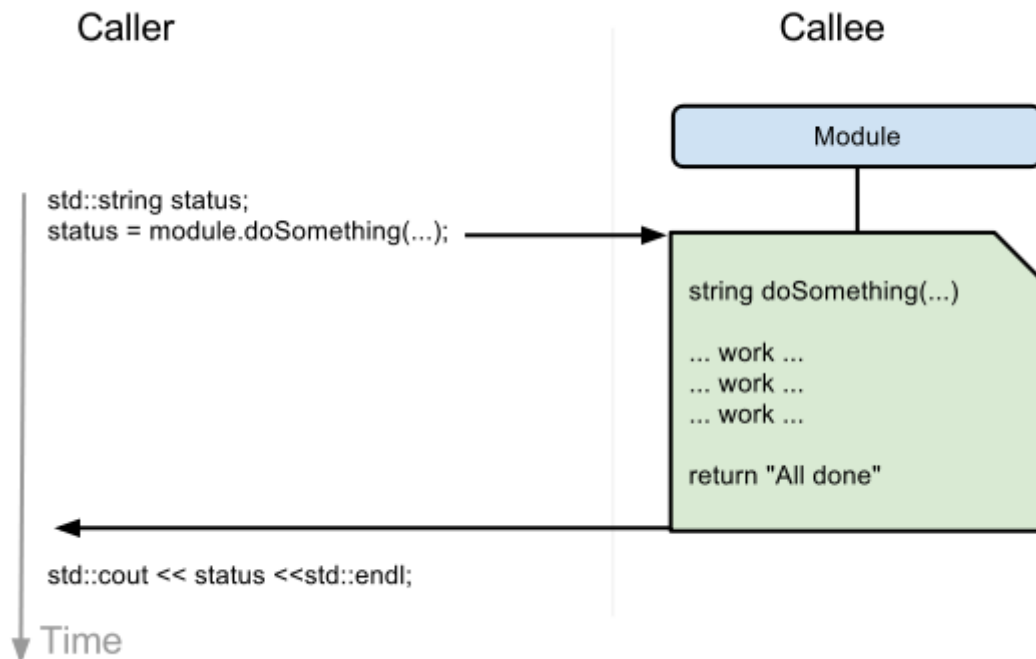 Caller
Callee
Module
std::string status;
status = module.doSomething(...);
string doSomething(...)
... work ...
... work ...
... work ...
return "All done"
std::cout << status <<std::endl;
Time